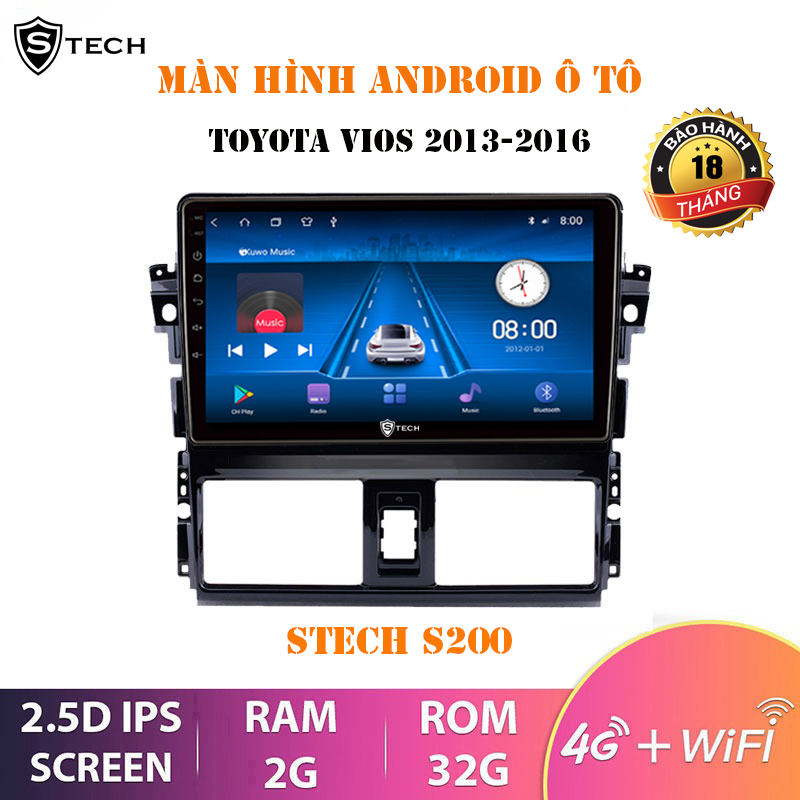 S TECH
MÀN HÌNH ANDROID Ô TÔ
TOYOTA VIOS 2013-2016
BẢO HÀNH
18
THÁNG
8:00
Kuwo Music
Music
08:00
2012-01-01
CH Play
Radio
Music
Bluetooth
S TECH
STECH S200
2.5D IPS
SCREEN
RAM
2G
ROM
32G
4G + WiFi